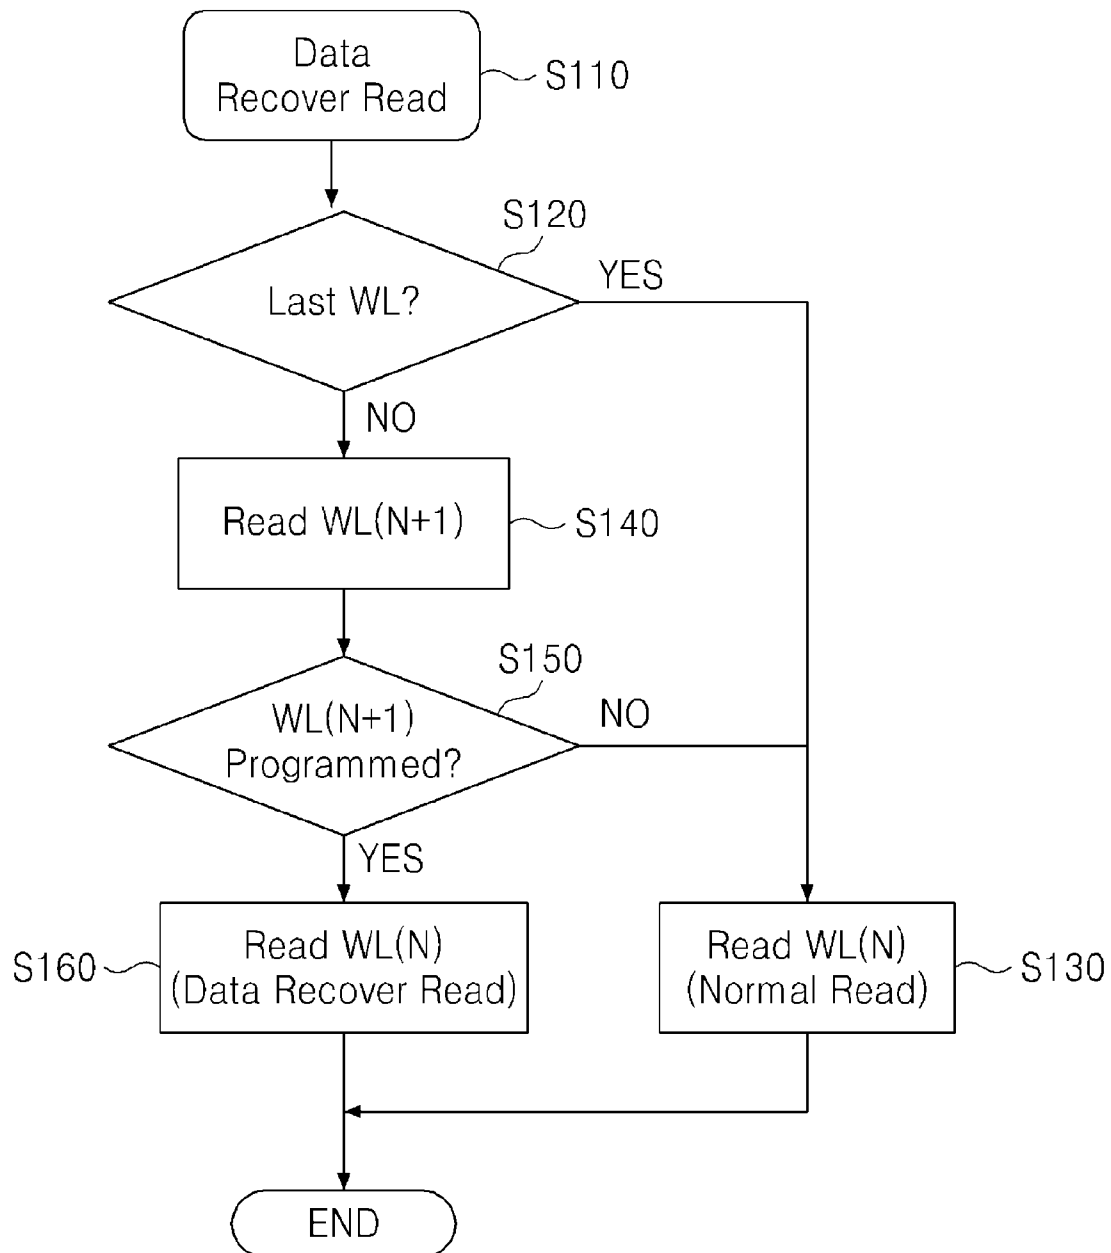 Data
Recover Read
S110
S120
Last WL?
YES
NO
Read WL(N+1)
S140
S150
WL(N+1)
Programmed?
NO
YES
S160
Read WL(N)
(Data Recover Read)
Read WL(N)
(Normal Read)
S130
END